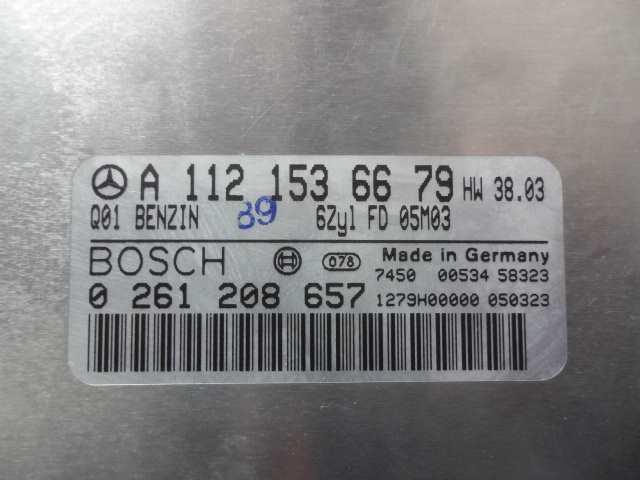 A 112 153 66 79 HW 38.03
Q01 BENZIN 89 6Zyl FD 05M03
BOSCH 078 Made in Germany
7450 00534 58323
0 261 208 657 1279H00000 050323